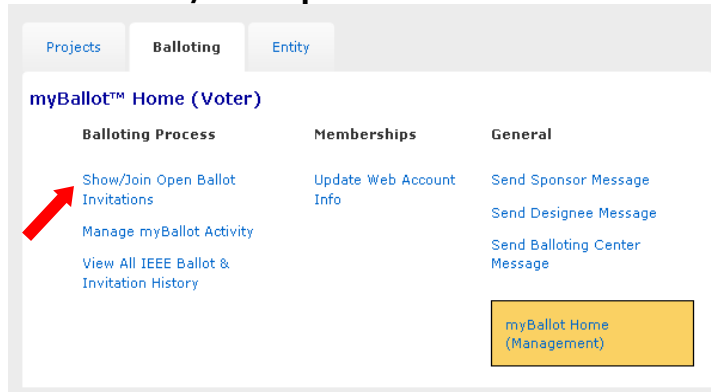 Projects
Balloting
Entity
myBallot™ Home (Voter)
Balloting Process
Show/Join Open Ballot
Invitations
Manage myBallot Activity
View All IEEE Ballot &
Invitation History
Memberships
Update Web Account
Info
General
Send Sponsor Message
Send Designee Message
Send Balloting Center
Message
myBallot Home
(Management)